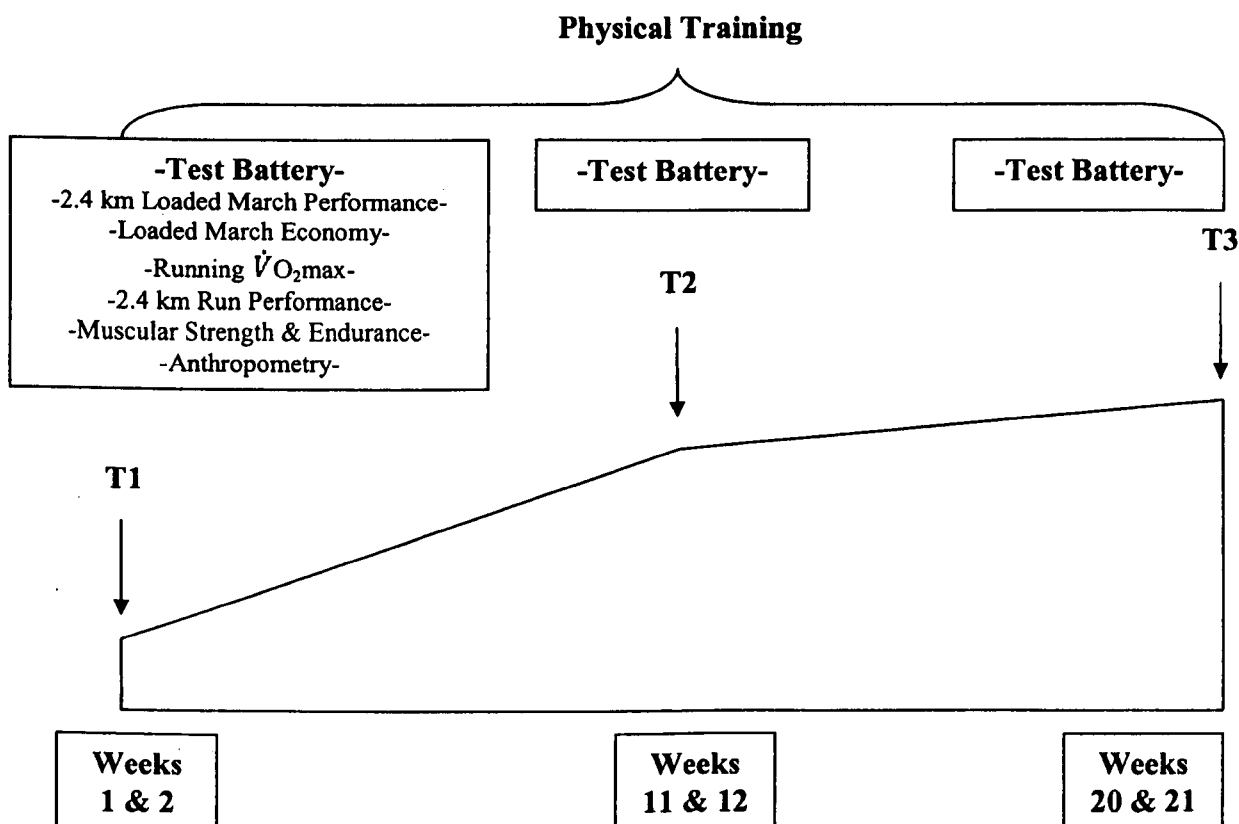 Physical Training
-Test Battery-
-2.4 km Loaded March Performance-
-Loaded March Economy-
-Running V̇O₂max-
-2.4 km Run Performance-
-Muscular Strength & Endurance-
-Anthropometry-
-Test Battery-
-Test Battery-
T1
T2
T3
Weeks
1 & 2
Weeks
11 & 12
Weeks
20 & 21